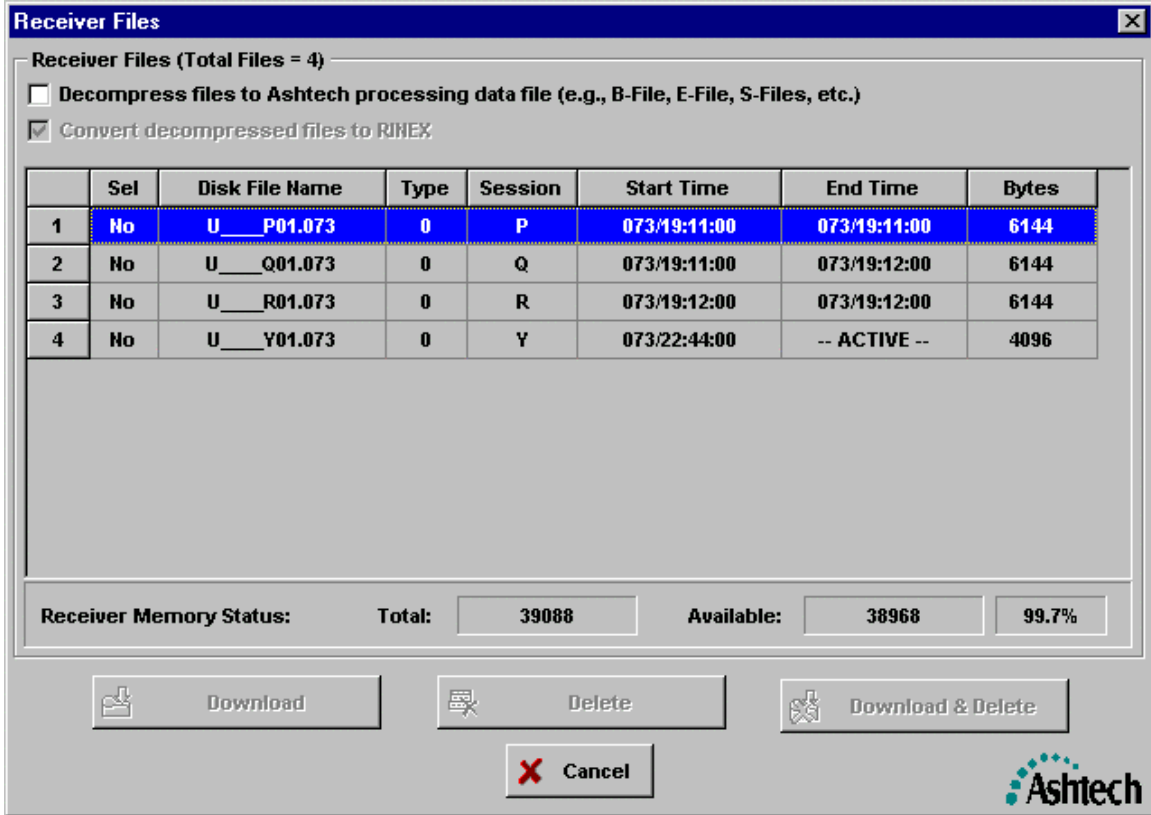 Receiver Files
Receiver Files (Total Files = 4)
Decompress files to Ashtech processing data file (e.g., B-File, E-File, S-Files, etc.)
Convert decompressed files to RINEX
Sel Disk File Name Type Session Start Time End Time Bytes
1 No U____P01.073 0 P 073/19:11:00 073/19:11:00 6144
2 No U____Q01.073 0 Q 073/19:11:00 073/19:12:00 6144
3 No U____R01.073 0 R 073/19:12:00 073/19:12:00 6144
4 No U____Y01.073 0 Y 073/22:44:00 -- ACTIVE -- 4096
Receiver Memory Status: Total: 39088 Available: 38968 99.7%
Download Delete Download & Delete
Cancel
Ashtech